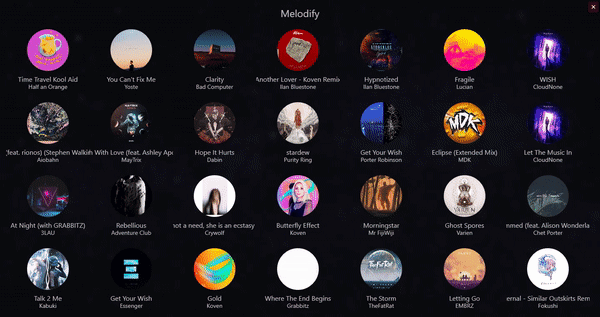 Melodify
Time Travel Kool Aid
Half an Orange
You Can't Fix Me
Yoste
Clarity
Bad Computer
Another Lover - Koven Remix
Ilan Bluestone
Hypnotized
Ilan Bluestone
Fragile
Lucian
WISH
CloudNone
(feat. rionos) [Stephen Walkin
Aiobahn
With Love (feat. Ashley Ap
MayTrix
Hope It Hurts
Dabin
stardew
Purity Ring
Get Your Wish
Porter Robinson
Eclipse (Extended Mix)
MDK
Let The Music In
CloudNone
At Night (with GRABBITZ)
3LAU
Rebellious
Adventure Club
not a need, she is an ecstasy
Crywolf
Butterfly Effect
Koven
Morningstar
Mr FijiWiji
Ghost Spores
Varien
nmed (feat. Alison Wonderla
Chet Porter
Talk 2 Me
Kabuki
Get Your Wish
Essenger
Gold
Koven
Where The End Begins
Grabbitz
The Storm
TheFatRat
Letting Go
EMBRZ
ernal - Similar Outskirts Rem
Fokushi